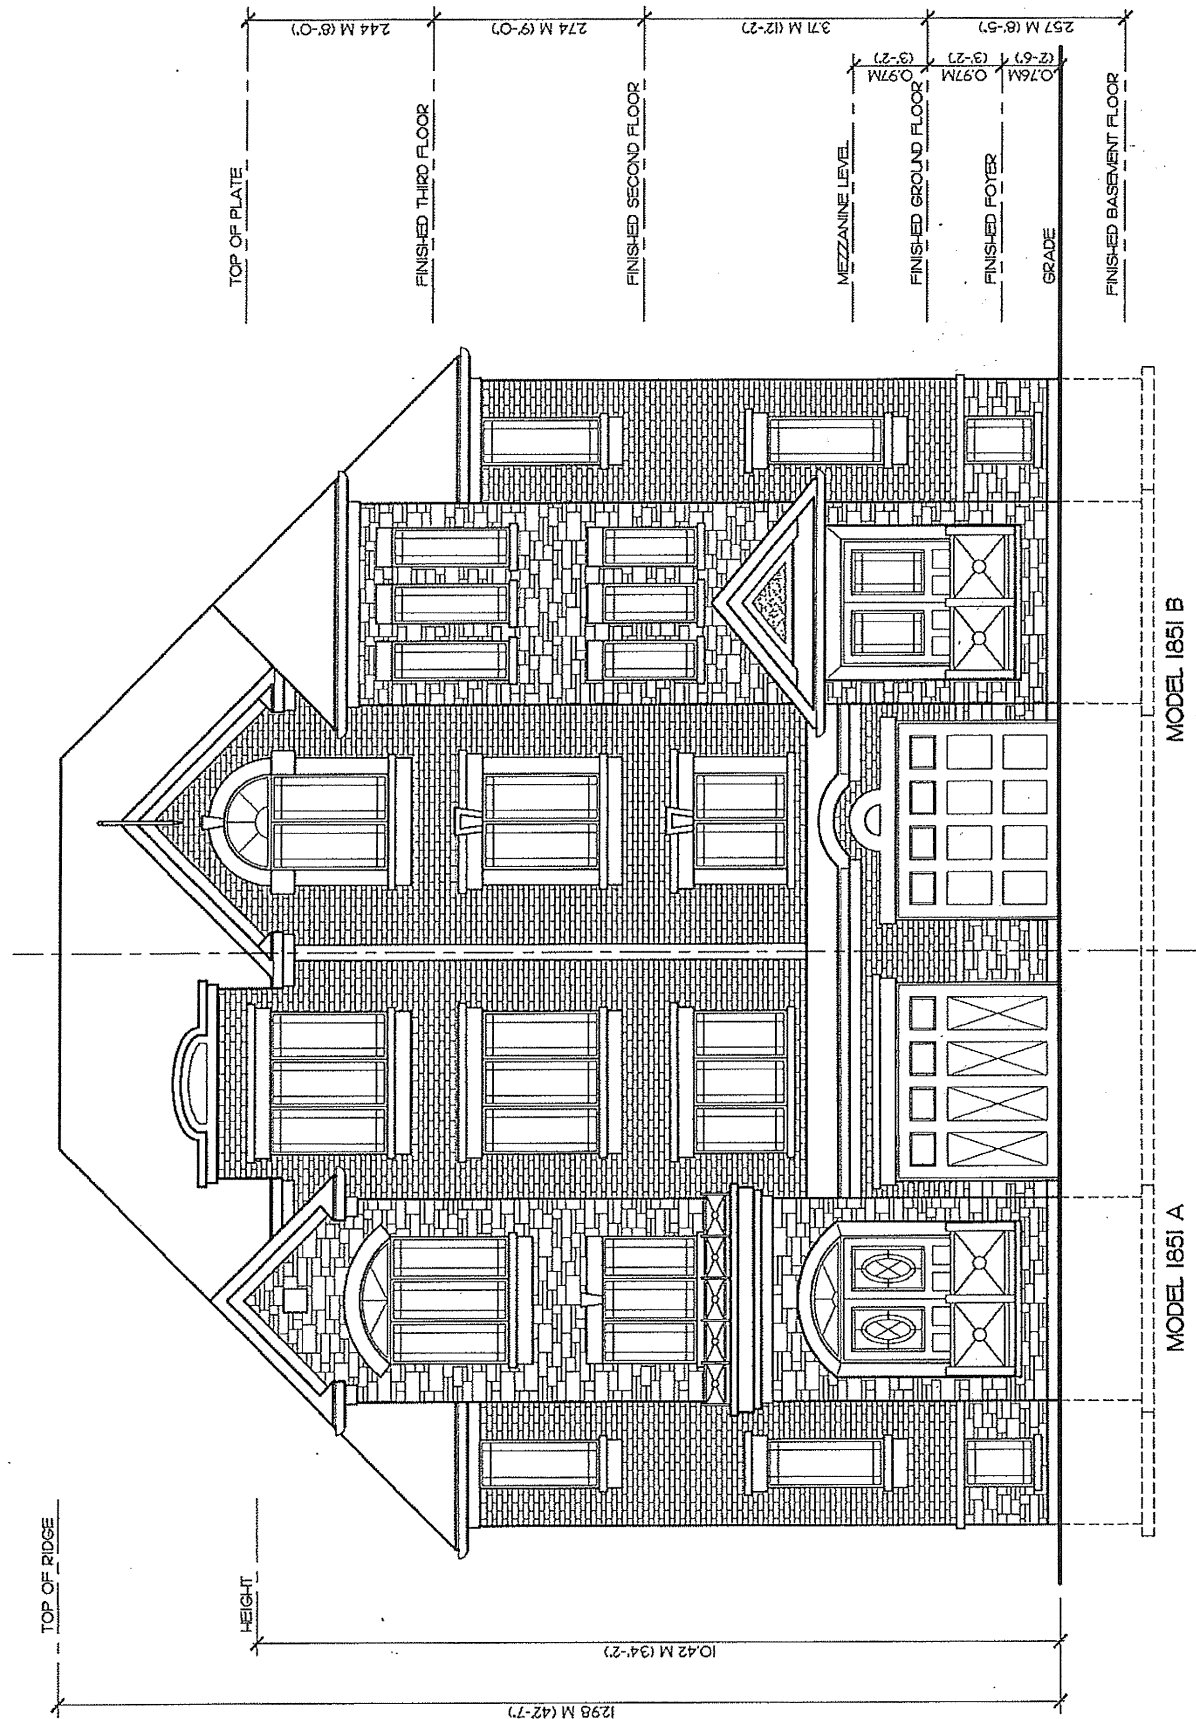 TOP OF RIDGE
HEIGHT
12.98 M (42'-7")
10.42 M (34'-2")
TOP OF PLATE
FINISHED THIRD FLOOR
FINISHED SECOND FLOOR
MEZZANINE LEVEL
FINISHED GROUND FLOOR
FINISHED FOYER
GRADE
FINISHED BASEMENT FLOOR
2.44 M (8'-0")
2.74 M (9'-0")
3.71 M (12'-2")
2.57 M (8'-5")
0.97M
(3'-2")
0.97M
(3'-2")
0.76M
(2'-6")
MODEL 1851 A
MODEL 1851 B